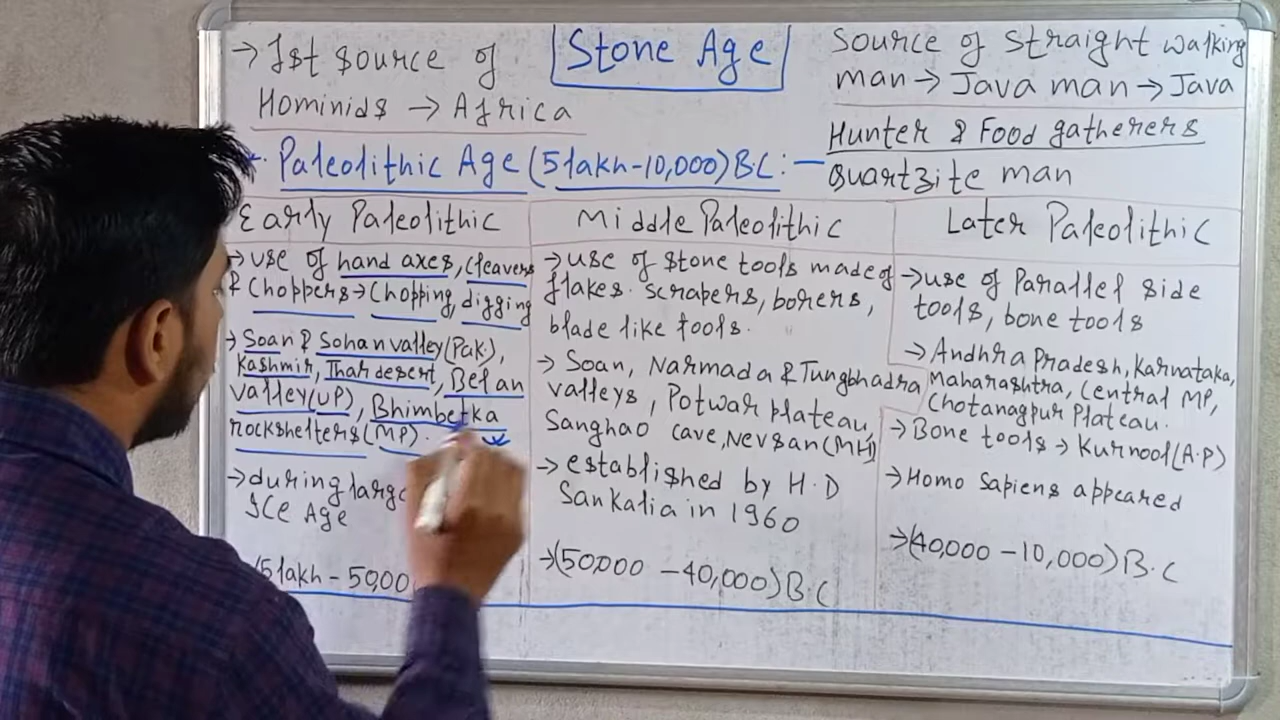 → 1st source of
Hominids → Africa
Stone Age
Source of straight walking
man → Java man → Java
Hunter & Food gatherers
Quartzite man
Paleolithic Age (5 lakh-10,000) B.C :-
Early Paleolithic
→ use of hand axes, cleavers
& Choppers → Chopping, digging
→ Soan & Sohan valley (Pak.),
Kashmir, Thar desert, Belan
valley (UP), Bhimbetka
rockshelters (MP).
→ during large
Ice Age
(5 lakh - 50,00
Middle Paleolithic
→ use of stone tools made of
flakes. scrapers, borers,
blade like tools.
→ Soan, Narmada & Tungbhadra
valleys, Potwar plateau,
Sanghao cave, Nevsan (MH)
→ established by H.D
Sankalia in 1960
→ (50,000 - 40,000) B.C
Later Paleolithic
→ use of Parallel side
tools, bone tools
→ Andhra Pradesh, Karnataka,
Maharashtra, Central MP,
Chotanagpur Plateau.
→ Bone tools → Kurnool (A.P)
→ Homo Sapiens appeared
→ (40,000 - 10,000) B.C